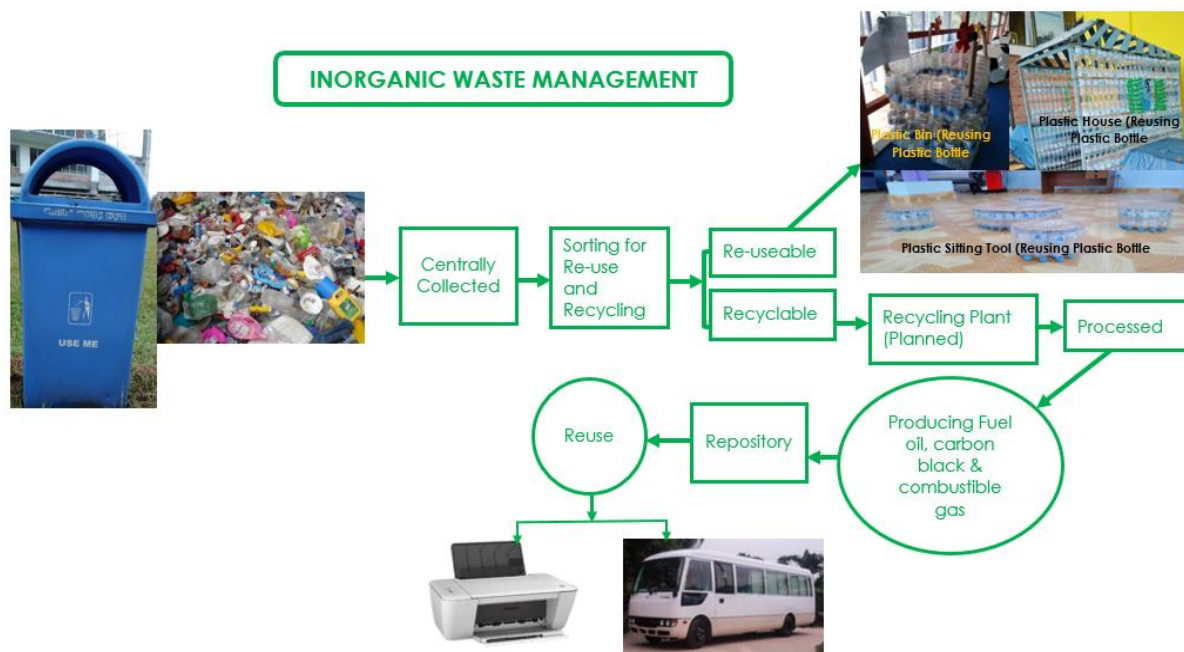 INORGANIC WASTE MANAGEMENT
Plastic Bin (Reusing
Plastic Bottle
Plastic House (Reusing
Plastic Bottle
Plastic Sitting Tool (Reusing Plastic Bottle
USE ME
Centrally
Collected
Sorting for
Re-use
and
Recycling
Re-useable
Recyclable
Recycling Plant
(Planned)
Processed
Producing Fuel
oil, carbon
black &
combustible
gas
Repository
Reuse